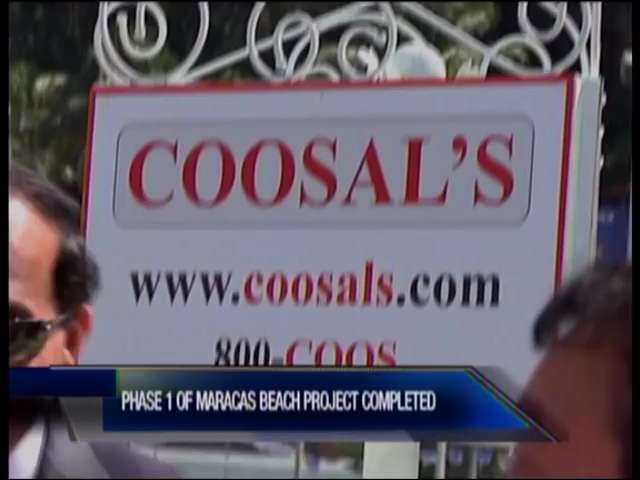 COOSAL'S
www.coosals.com
800-COOS
PHASE 1 OF MARACAS BEACH PROJECT COMPLETED